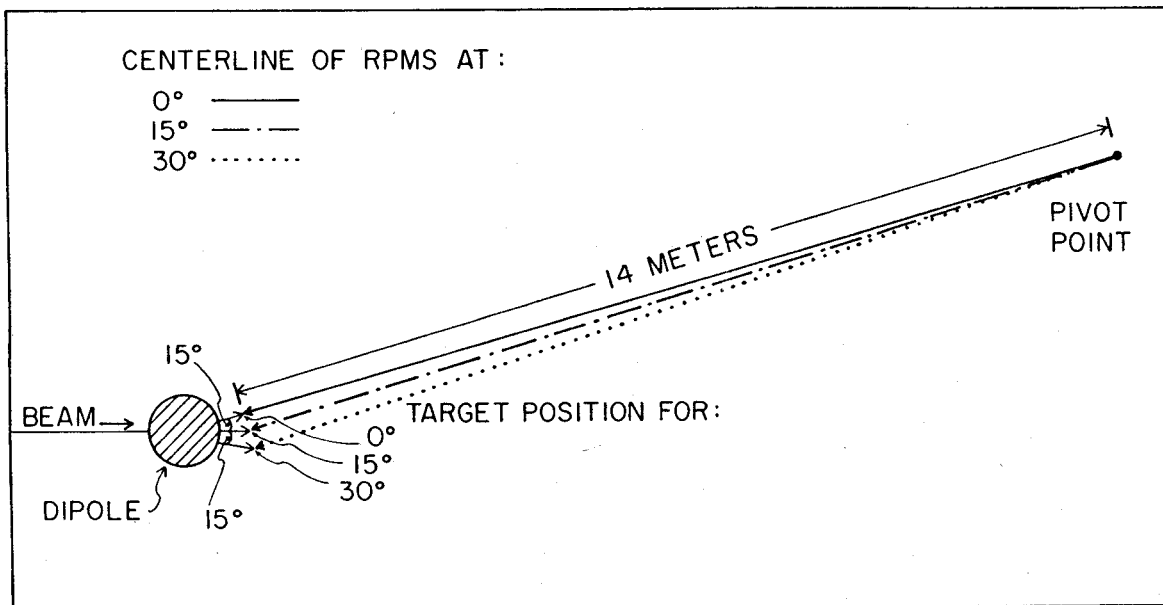 CENTERLINE OF RPMS AT:
0°
15°
30°
14 METERS
PIVOT
POINT
15°
BEAM
TARGET POSITION FOR:
0°
15°
30°
DIPOLE
15°